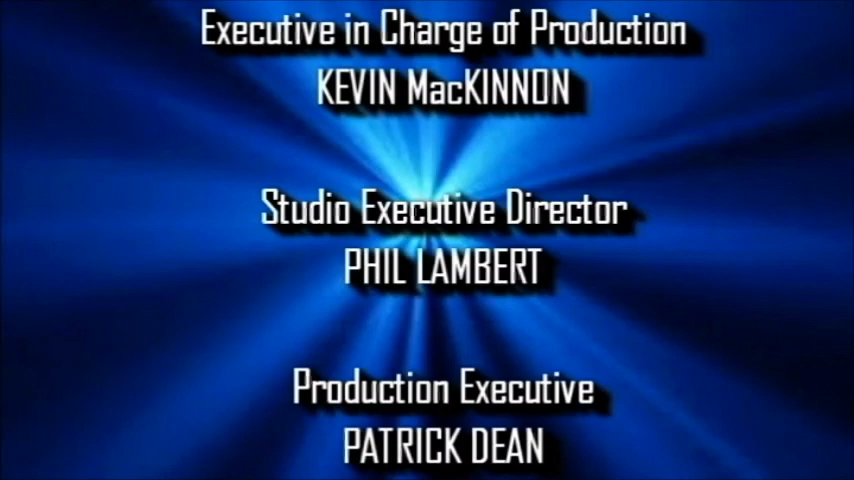 Executive in Charge of Production
KEVIN MacKINNON
Studio Executive Director
PHIL LAMBERT
Production Executive
PATRICK DEAN